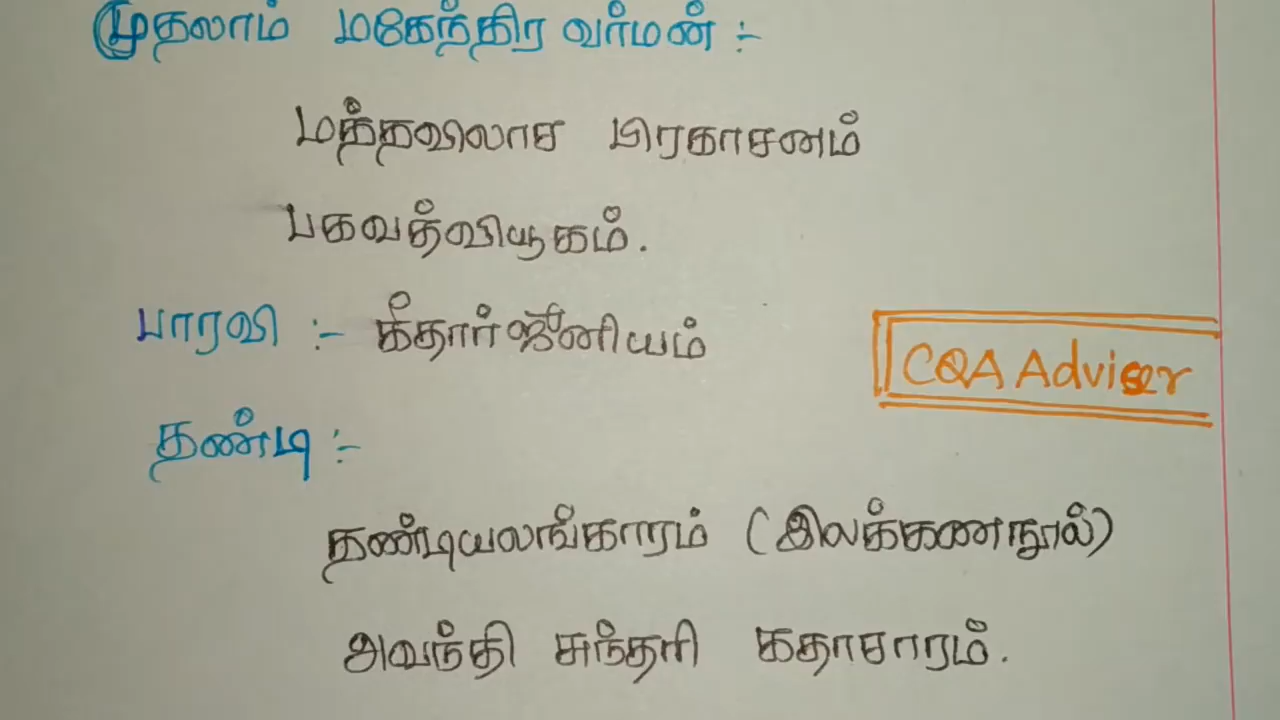 முதலாம் மகேந்திர வர்மன் :-
மத்தவிலாச பிரகாசனம்
பகவத்வியூகம்.
பாரவி :- கீதார்ஜீனியம்
CQA Adviser
தண்டி :-
தண்டியலங்காரம் (இலக்கணநூல்)
அவந்தி சுந்தரி கதாசாரம்.